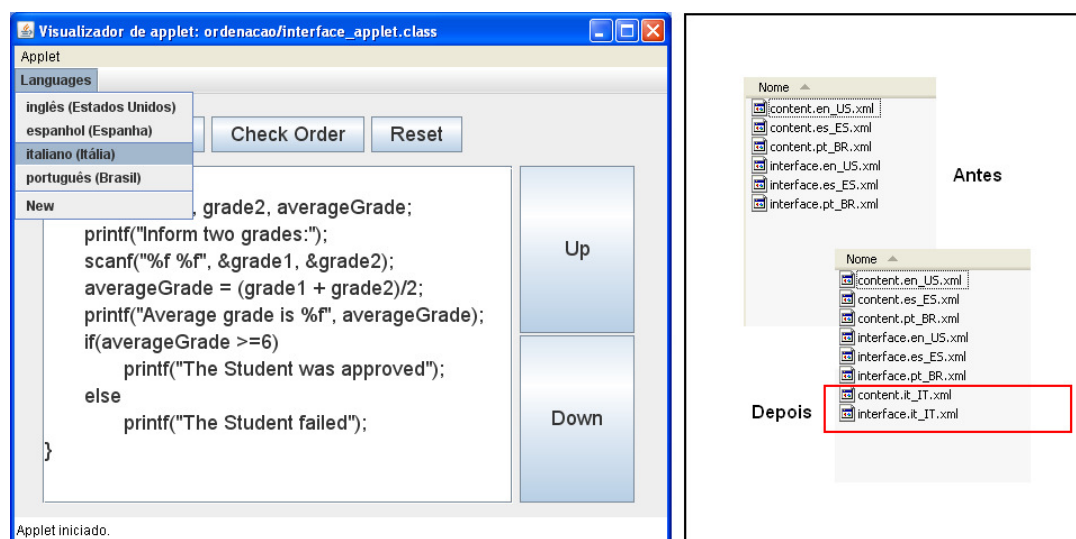 Visualizador de applet: ordenacao/interface_applet.class
Applet
Languages
inglês (Estados Unidos)
espanhol (Espanha)
italiano (Itália)
português (Brasil)
New
Check Order
Reset
, grade2, averageGrade;
printf("Inform two grades:");
scanf("%f %f", &grade1, &grade2);
averageGrade = (grade1 + grade2)/2;
printf("Average grade is %f", averageGrade);
if(averageGrade >=6)
printf("The Student was approved");
else
printf("The Student failed");
}
Up
Down
Applet iniciado.
Nome
content.en_US.xml
content.es_ES.xml
content.pt_BR.xml
interface.en_US.xml
interface.es_ES.xml
interface.pt_BR.xml
Antes
Nome
content.en_US.xml
content.es_ES.xml
content.pt_BR.xml
interface.en_US.xml
interface.es_ES.xml
interface.pt_BR.xml
content.it_IT.xml
interface.it_IT.xml
Depois